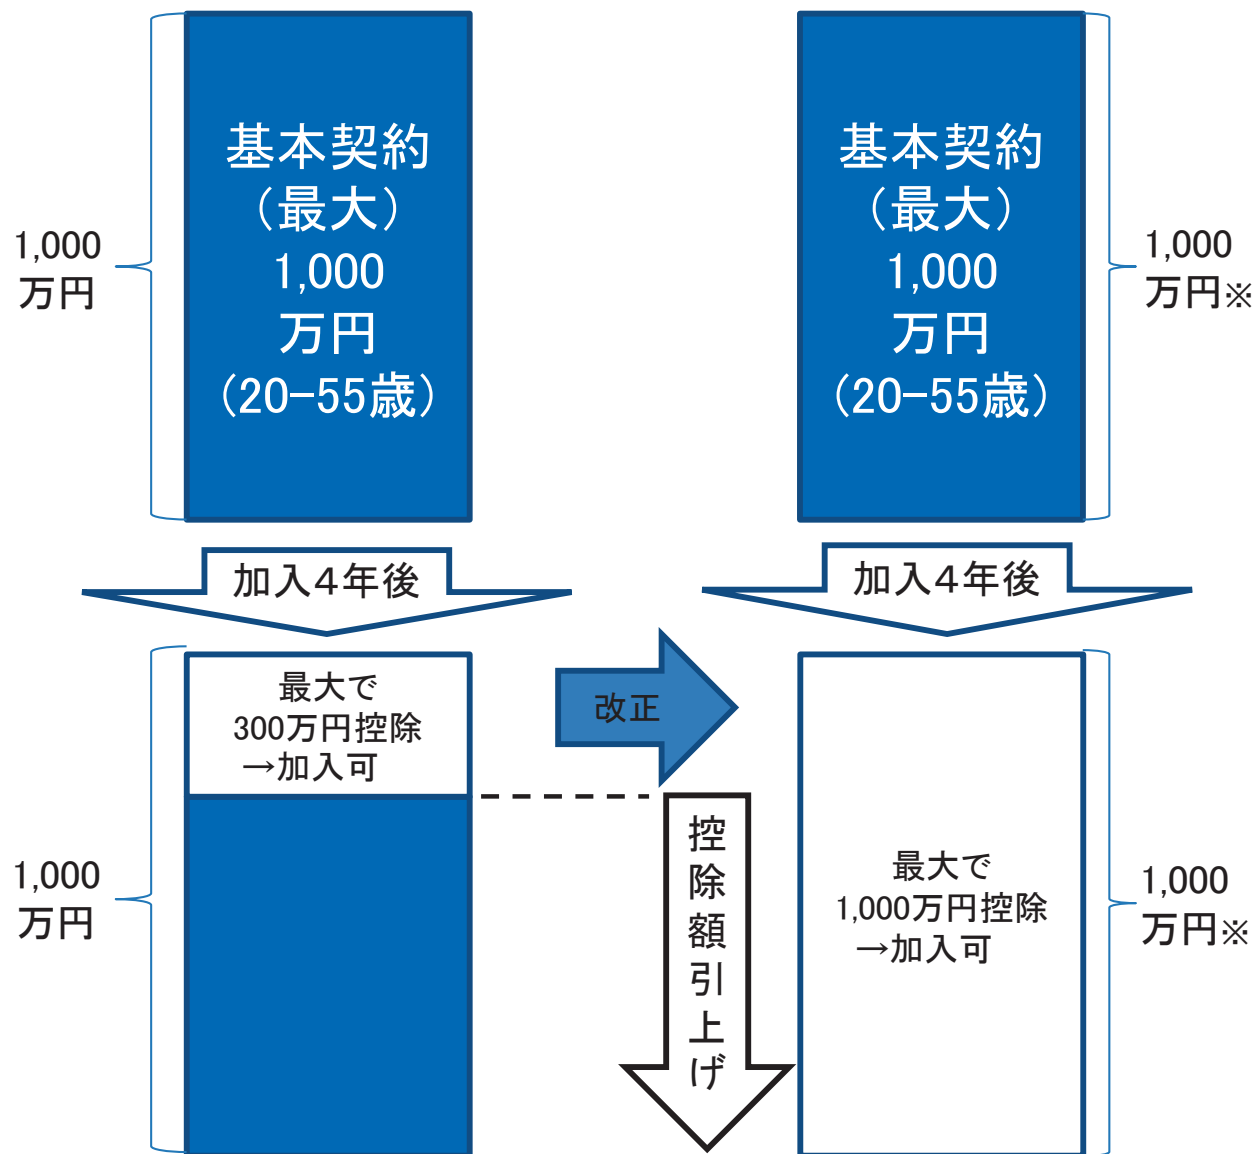 基本契約
（最大）
1,000
万円
（20−55歳）
1,000
万円
基本契約
（最大）
1,000
万円
（20−55歳）
1,000
万円※
加入４年後
加入４年後
最大で
300万円控除
→加入可
改正
1,000
万円
控除額引上げ
最大で
1,000万円控除
→加入可
1,000
万円※